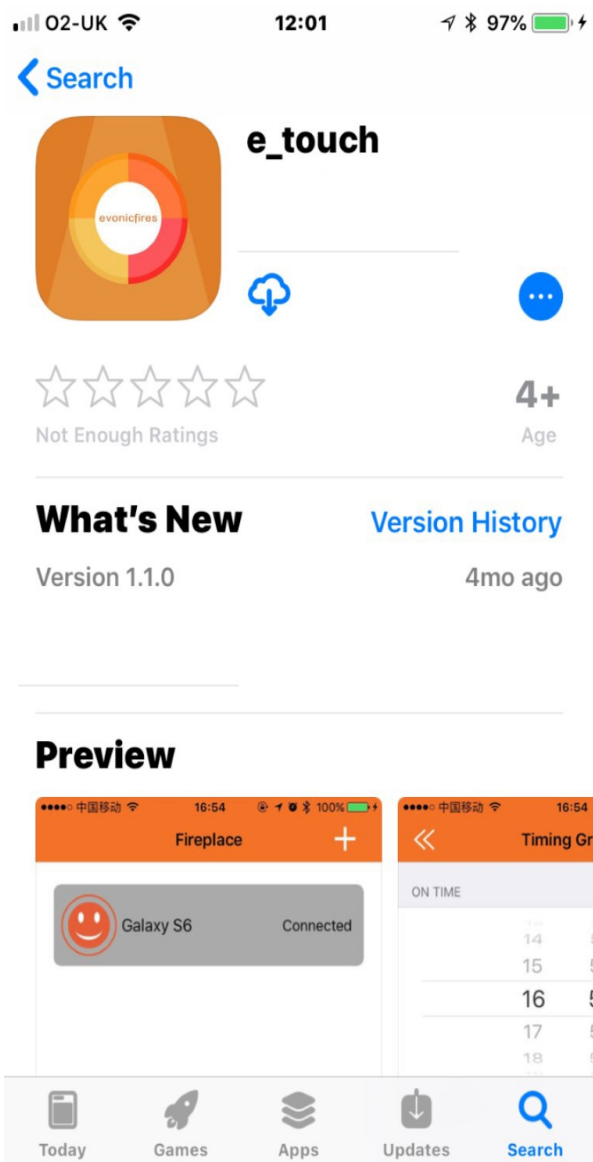 O2-UK 12:01 97%
Search
e_touch
evonicfires
4+
Not Enough Ratings Age
What's New Version History
Version 1.1.0 4mo ago
Preview
中国移动 16:54 100%
Fireplace +
Galaxy S6 Connected
中国移动 16:54
Timing Gr
ON TIME
14
15
16
17
18
Today Games Apps Updates Search